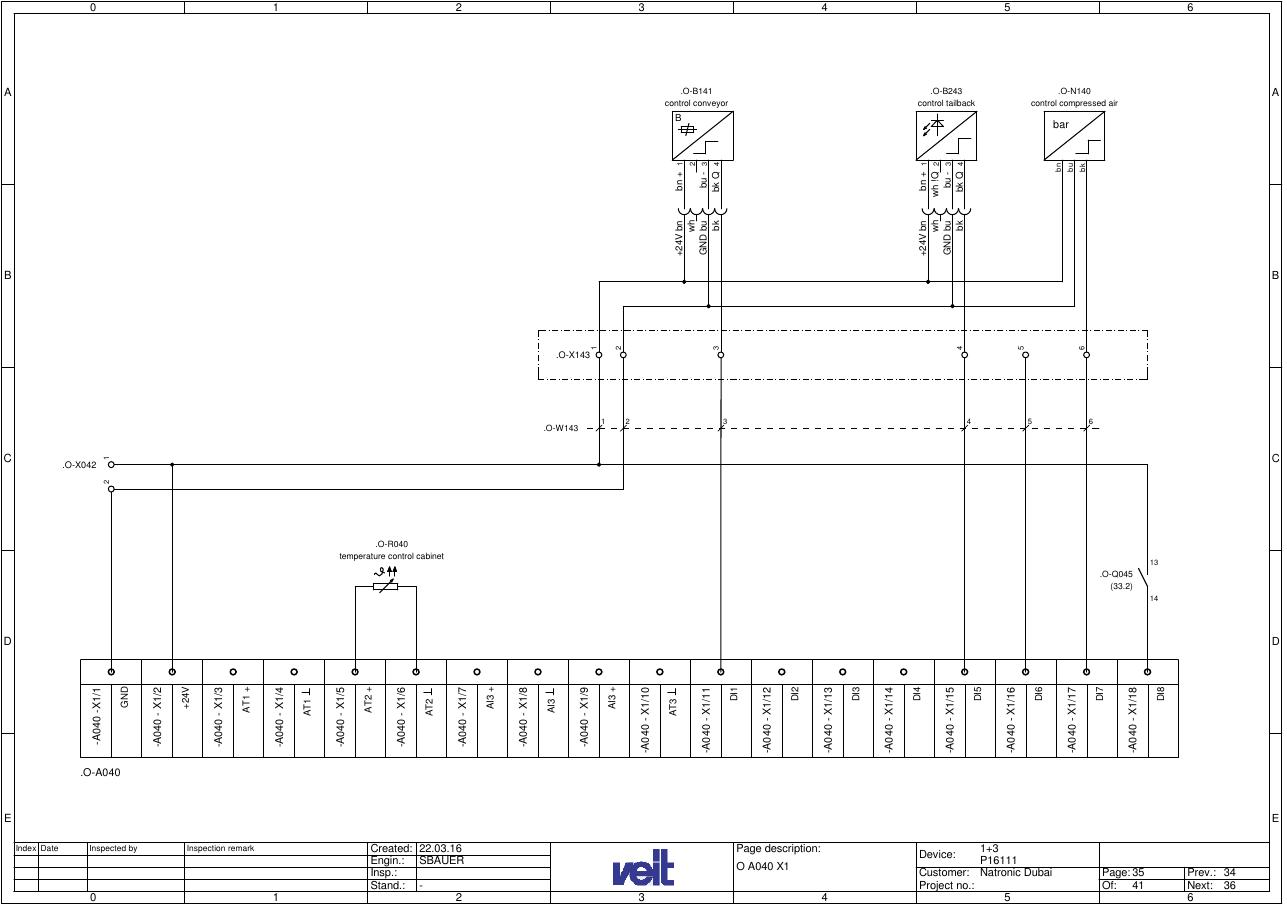 0 1 2 3 4 5 6
A A
.O-B141 .O-B243 .O-N140
control conveyor control tailback control compressed air
B bar
bn + 1 2 bu - 3 bk Q 4 bn + 1 wh !Q 2 bu - 3 bk Q 4 bn bu bk
+24V bn wh GND bu bk +24V bn wh GND bu bk
B B
.O-X143 1 2 3 4 5 6
.O-W143 1 2 3 4 5 6
C C
.O-X042 1
2
.O-R040
temperature control cabinet
13
.O-Q045
(33.2)
14
D D
-A040 -X1/1 GND
-A040 - X1/2 +24V
-A040 - X1/3 AT1 +
-A040 - X1/4 AT1 ⊥
-A040 - X1/5 AT2 +
-A040 - X1/6 AT2 ⊥
-A040 - X1/7 AI3 +
-A040 - X1/8 AI3 ⊥
-A040 - X1/9 AI3 +
-A040 - X1/10 AT3 ⊥
-A040 - X1/11 DI1
-A040 - X1/12 DI2
-A040 - X1/13 DI3
-A040 - X1/14 DI4
-A040 - X1/15 DI5
-A040 - X1/16 DI6
-A040 - X1/17 DI7
-A040 - X1/18 DI8
.O-A040
E E
Index Date Inspected by Inspection remark
Created: 22.03.16
Engin.: SBAUER
Insp.:
Stand.: -
veit
Page description:
O A040 X1
Device: 1+3
P16111
Customer: Natronic Dubai
Project no.:
Page: 35 Prev.: 34
Of: 41 Next: 36
0 1 2 3 4 5 6